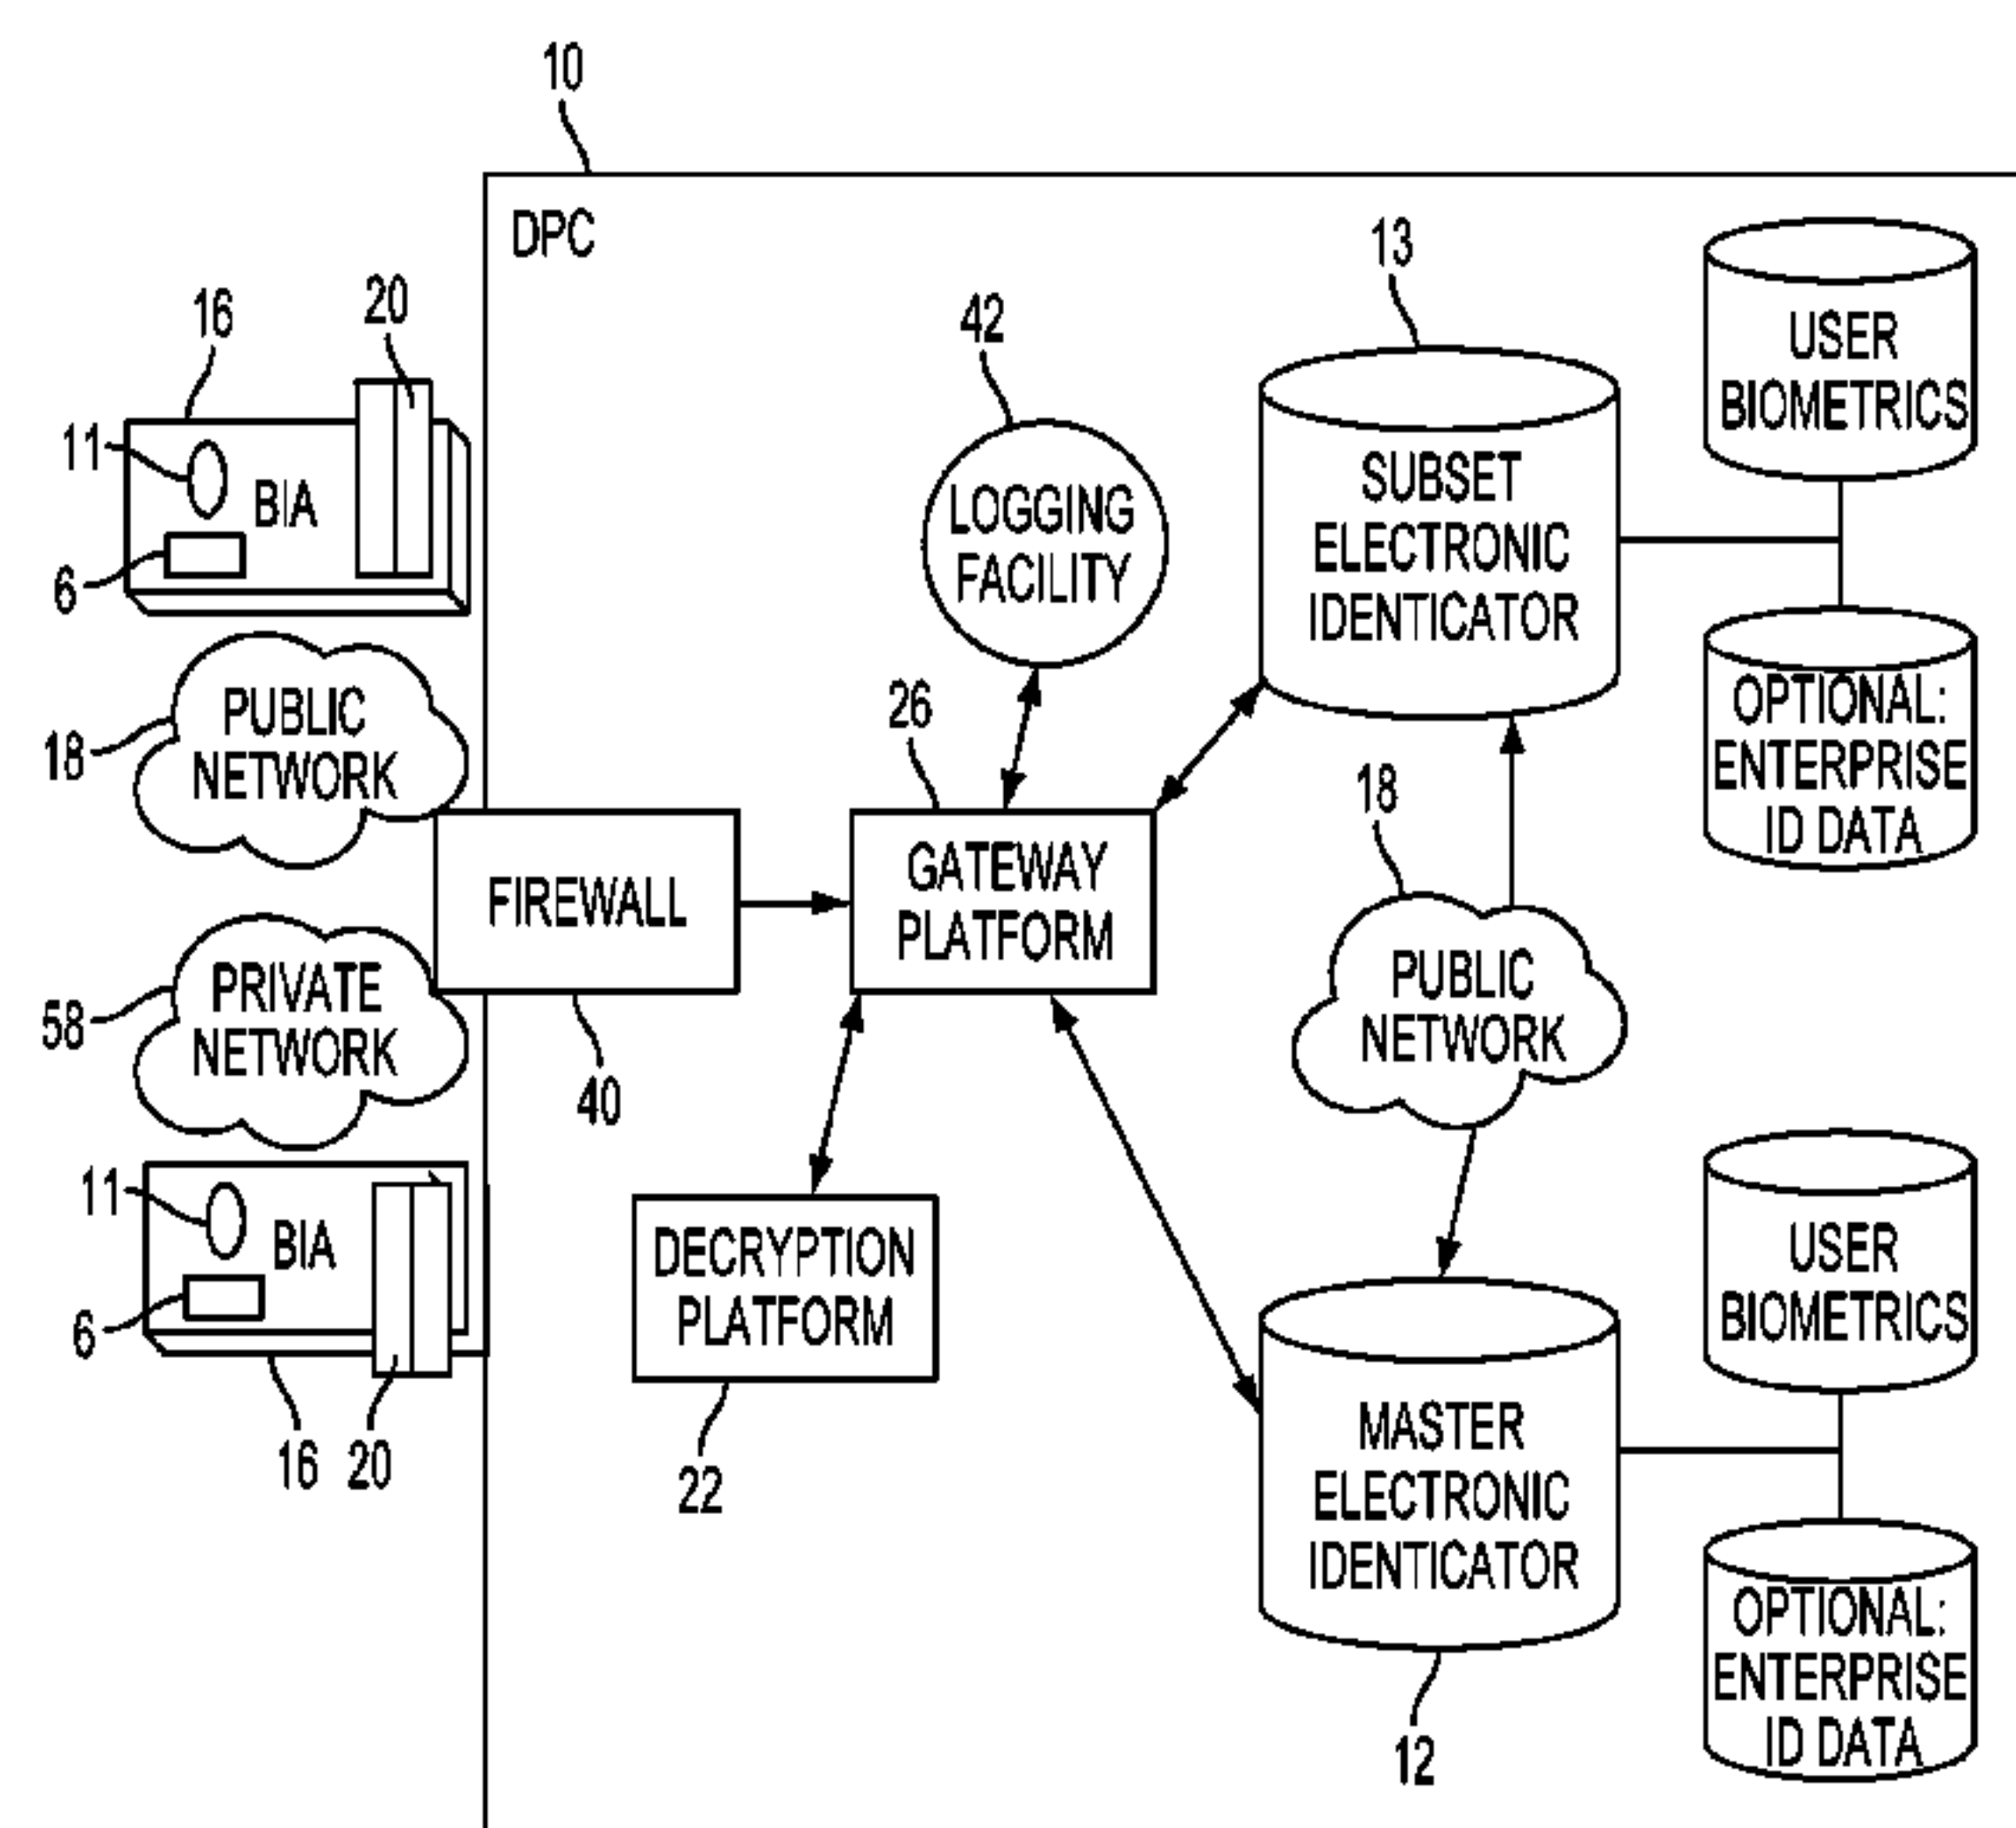 10
DPC
16
20
11
BIA
6
42
LOGGING
FACILITY
13
SUBSET
ELECTRONIC
IDENTICATOR
USER
BIOMETRICS
OPTIONAL:
ENTERPRISE
ID DATA
18
PUBLIC
NETWORK
58
PRIVATE
NETWORK
FIREWALL
40
26
GATEWAY
PLATFORM
18
PUBLIC
NETWORK
11
BIA
6
16
20
DECRYPTION
PLATFORM
22
MASTER
ELECTRONIC
IDENTICATOR
12
USER
BIOMETRICS
OPTIONAL:
ENTERPRISE
ID DATA